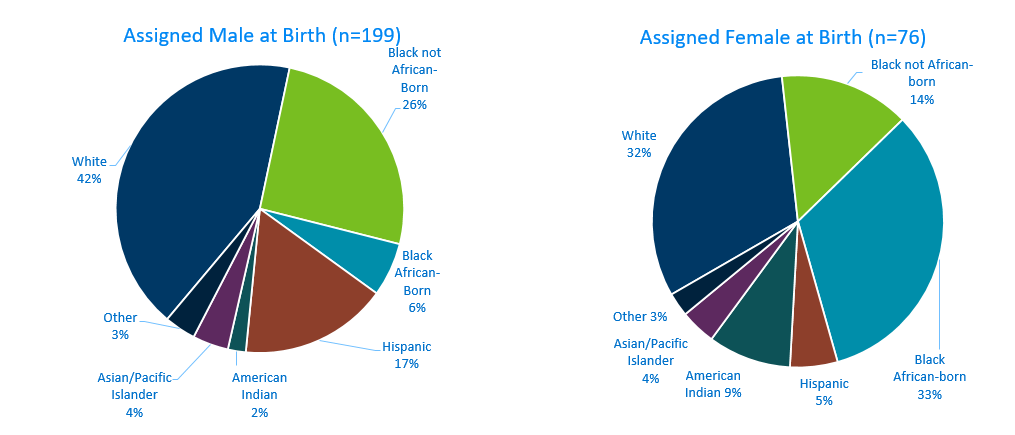 Assigned Male at Birth (n=199)
Black not
African-
Born
26%
White
42%
Black
African-
Born
6%
Other
3%
Hispanic
17%
Asian/Pacific
Islander
4%
American
Indian
2%
Assigned Female at Birth (n=76)
Black not African-
born
14%
White
32%
Other 3%
Asian/Pacific
Islander
4%
American
Indian 9%
Hispanic
5%
Black
African-born
33%